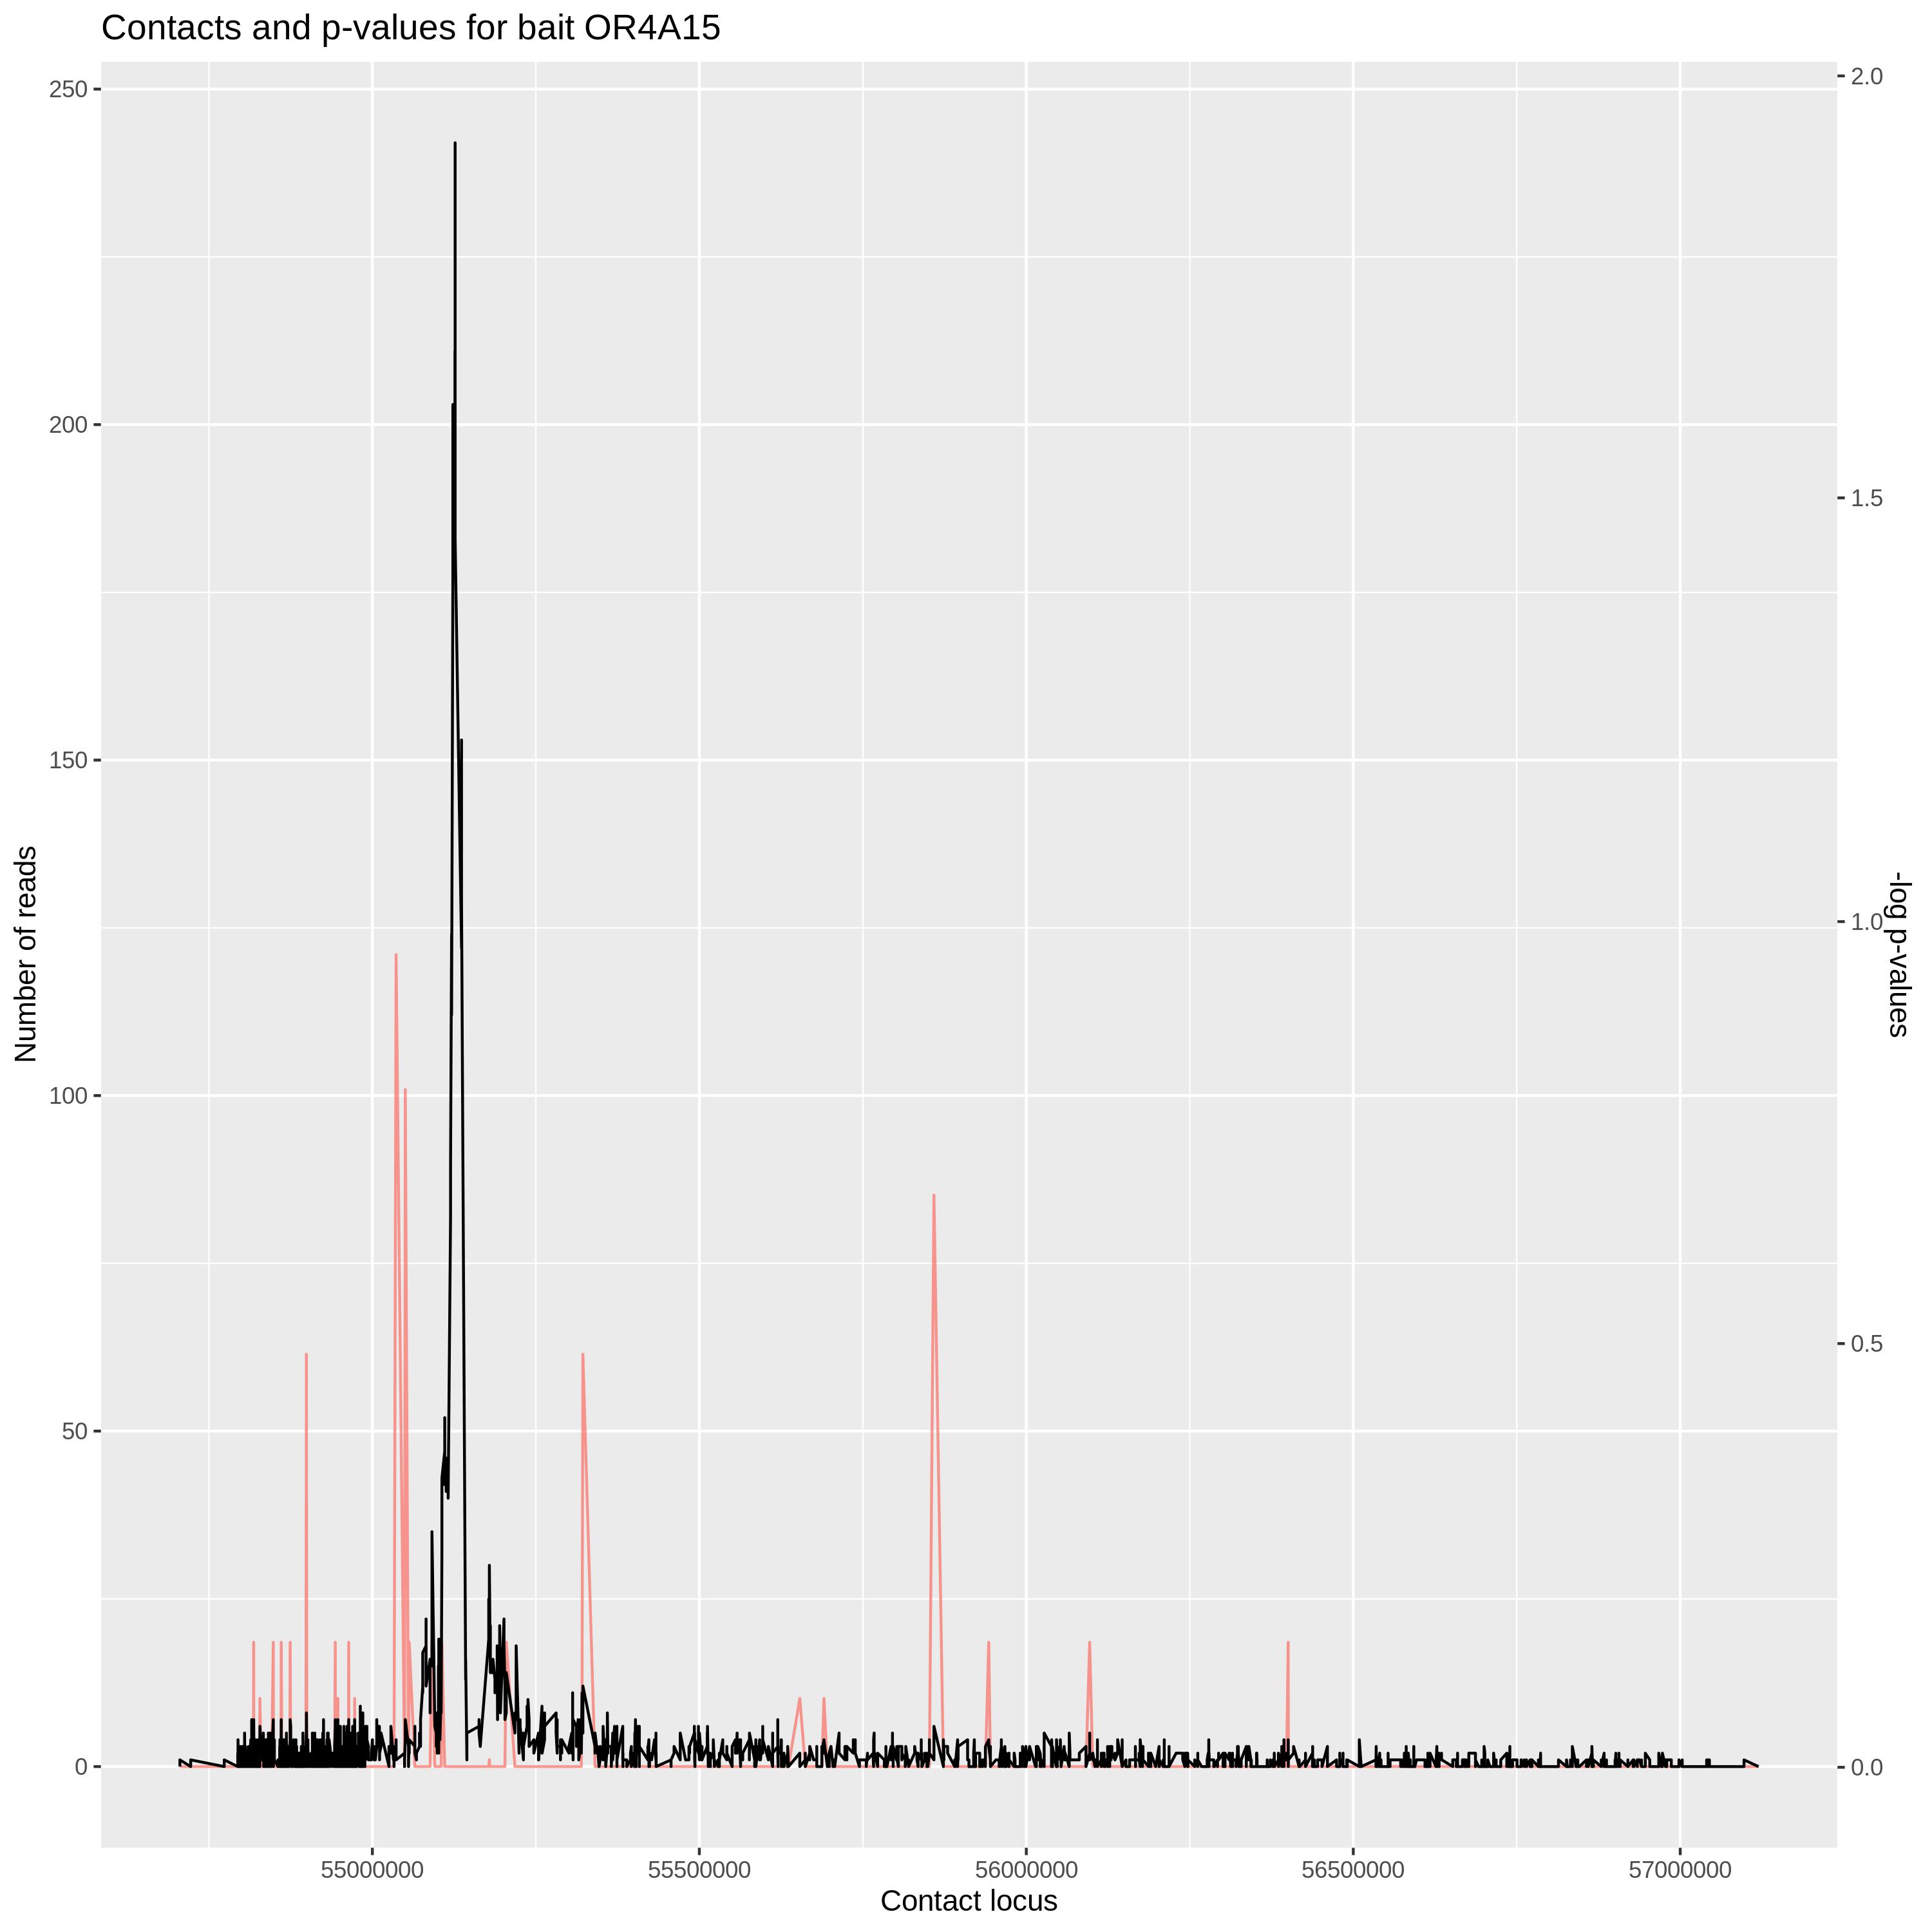 Contacts and p-values for bait OR4A15
250
200
150
100
50
0
Number of reads
2.0
1.5
1.0
0.5
0.0
-log p-values
55000000 55500000 56000000 56500000 57000000
Contact locus